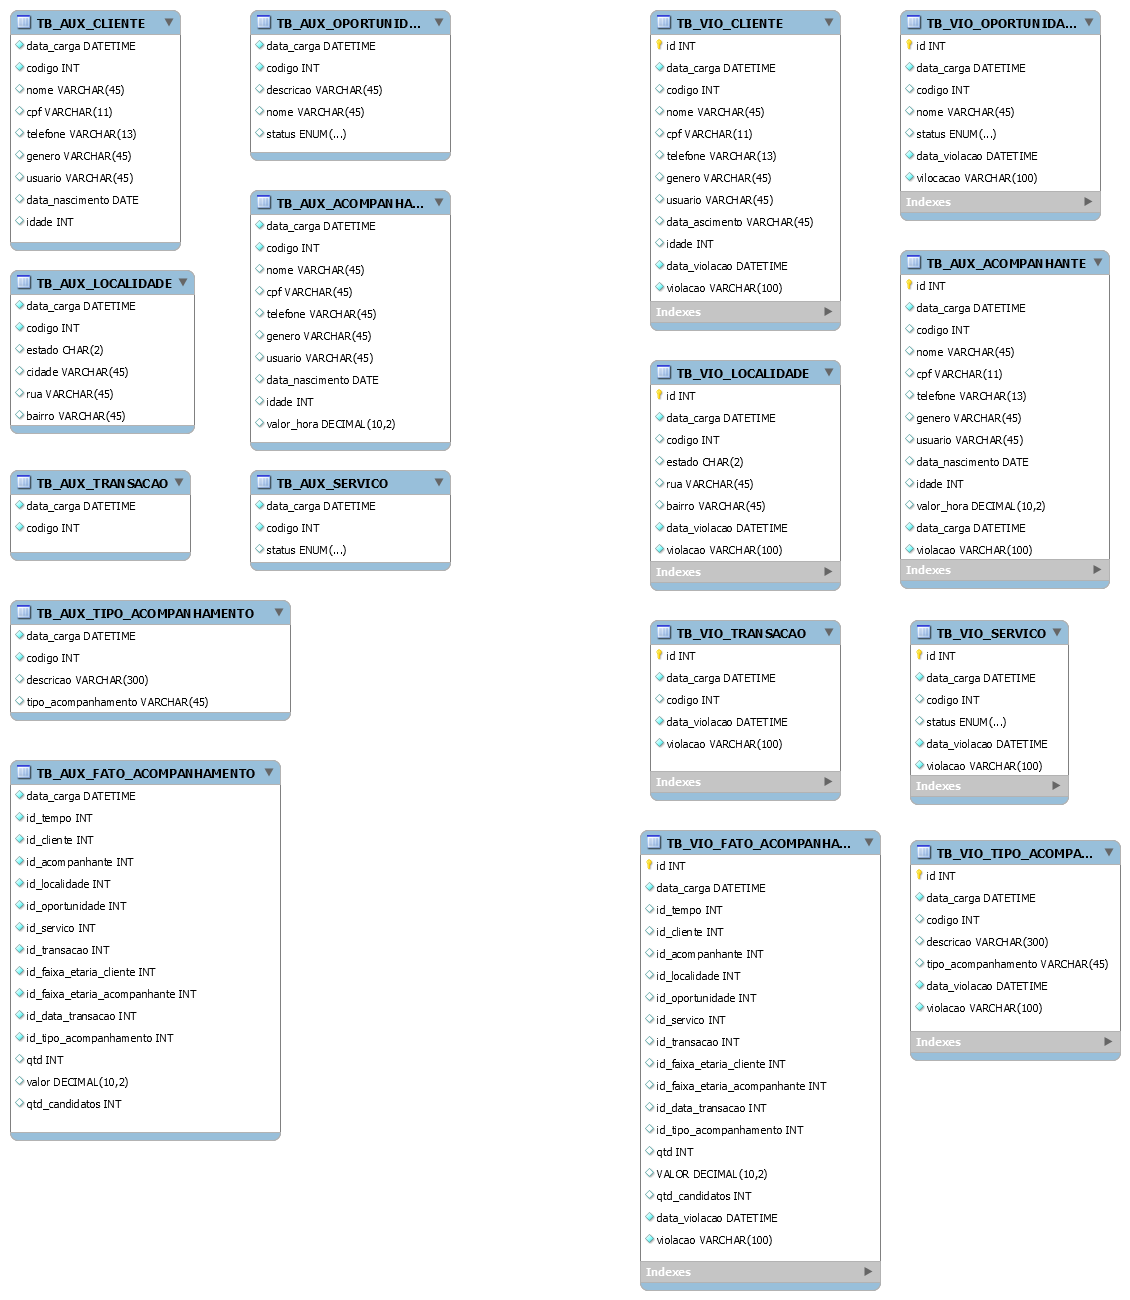 TB_AUX_CLIENTE
data_carga DATETIME
codigo INT
nome VARCHAR(45)
cpf VARCHAR(11)
telefone VARCHAR(13)
genero VARCHAR(45)
usuario VARCHAR(45)
data_nascimento DATE
idade INT
TB_AUX_OPORTUNID...
data_carga DATETIME
codigo INT
descricao VARCHAR(45)
nome VARCHAR(45)
status ENUM(...)
TB_AUX_ACOMPANHA...
data_carga DATETIME
codigo INT
nome VARCHAR(45)
cpf VARCHAR(45)
telefone VARCHAR(45)
genero VARCHAR(45)
usuario VARCHAR(45)
data_nascimento DATE
idade INT
valor_hora DECIMAL(10,2)
TB_AUX_LOCALIDADE
data_carga DATETIME
codigo INT
estado CHAR(2)
cidade VARCHAR(45)
rua VARCHAR(45)
bairro VARCHAR(45)
TB_AUX_TRANSACAO
data_carga DATETIME
codigo INT
TB_AUX_SERVICO
data_carga DATETIME
codigo INT
status ENUM(...)
TB_AUX_TIPO_ACOMPANHAMENTO
data_carga DATETIME
codigo INT
descricao VARCHAR(300)
tipo_acompanhamento VARCHAR(45)
TB_AUX_FATO_ACOMPANHAMENTO
data_carga DATETIME
id_tempo INT
id_cliente INT
id_acompanhante INT
id_localidade INT
id_oportunidade INT
id_servico INT
id_transacao INT
id_faixa_etaria_cliente INT
id_faixa_etaria_acompanhante INT
id_data_transacao INT
id_tipo_acompanhamento INT
qtd INT
valor DECIMAL(10,2)
qtd_candidatos INT
TB_VIO_CLIENTE
id INT
data_carga DATETIME
codigo INT
nome VARCHAR(45)
cpf VARCHAR(11)
telefone VARCHAR(13)
genero VARCHAR(45)
usuario VARCHAR(45)
data_ascimento VARCHAR(45)
idade INT
data_violacao DATETIME
violacao VARCHAR(100)
Indexes
TB_VIO_OPORTUNIDA...
id INT
data_carga DATETIME
codigo INT
nome VARCHAR(45)
status ENUM(...)
data_violacao DATETIME
vilocacao VARCHAR(100)
Indexes
TB_AUX_ACOMPANHANTE
id INT
data_carga DATETIME
codigo INT
nome VARCHAR(45)
cpf VARCHAR(11)
telefone VARCHAR(13)
genero VARCHAR(45)
usuario VARCHAR(45)
data_nascimento DATE
idade INT
valor_hora DECIMAL(10,2)
data_carga DATETIME
violacao VARCHAR(100)
Indexes
TB_VIO_LOCALIDADE
id INT
data_carga DATETIME
codigo INT
estado CHAR(2)
rua VARCHAR(45)
bairro VARCHAR(45)
data_violacao DATETIME
violacao VARCHAR(100)
Indexes
TB_VIO_TRANSACAO
id INT
data_carga DATETIME
codigo INT
data_violacao DATETIME
violacao VARCHAR(100)
Indexes
TB_VIO_SERVICO
id INT
data_carga DATETIME
codigo INT
status ENUM(...)
data_violacao DATETIME
violacao VARCHAR(100)
Indexes
TB_VIO_FATO_ACOMPANHA...
id INT
data_carga DATETIME
id_tempo INT
id_cliente INT
id_acompanhante INT
id_localidade INT
id_oportunidade INT
id_servico INT
id_transacao INT
id_faixa_etaria_cliente INT
id_faixa_etaria_acompanhante INT
id_data_transacao INT
id_tipo_acompanhamento INT
qtd INT
VALOR DECIMAL(10,2)
qtd_candidatos INT
data_violacao DATETIME
violacao VARCHAR(100)
Indexes
TB_VIO_TIPO_ACOMPA...
id INT
data_carga DATETIME
codigo INT
descricao VARCHAR(300)
tipo_acompanhamento VARCHAR(45)
data_violacao DATETIME
violacao VARCHAR(100)
Indexes